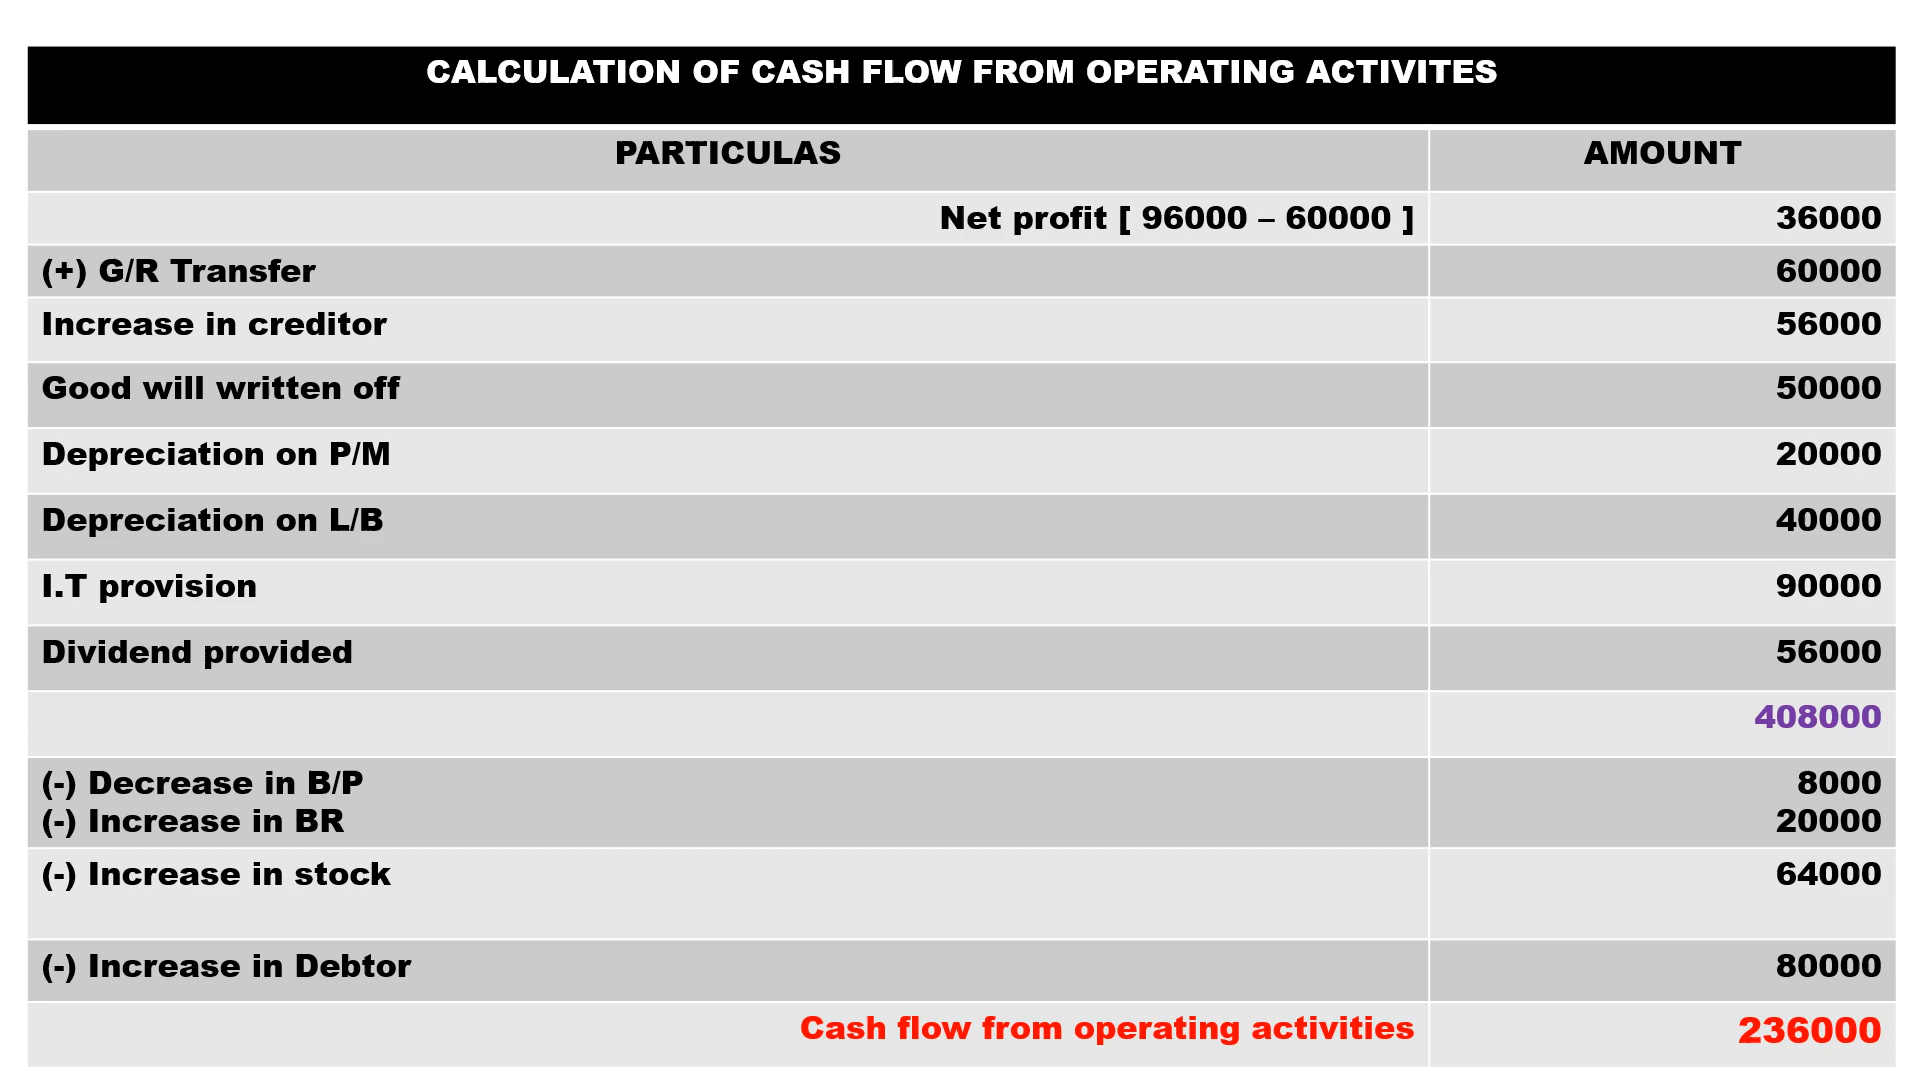 CALCULATION OF CASH FLOW FROM OPERATING ACTIVITES
PARTICULAS AMOUNT
Net profit [ 96000 – 60000 ] 36000
(+) G/R Transfer 60000
Increase in creditor 56000
Good will written off 50000
Depreciation on P/M 20000
Depreciation on L/B 40000
I.T provision 90000
Dividend provided 56000
408000
(-) Decrease in B/P 8000
(-) Increase in BR 20000
(-) Increase in stock 64000
(-) Increase in Debtor 80000
Cash flow from operating activities 236000